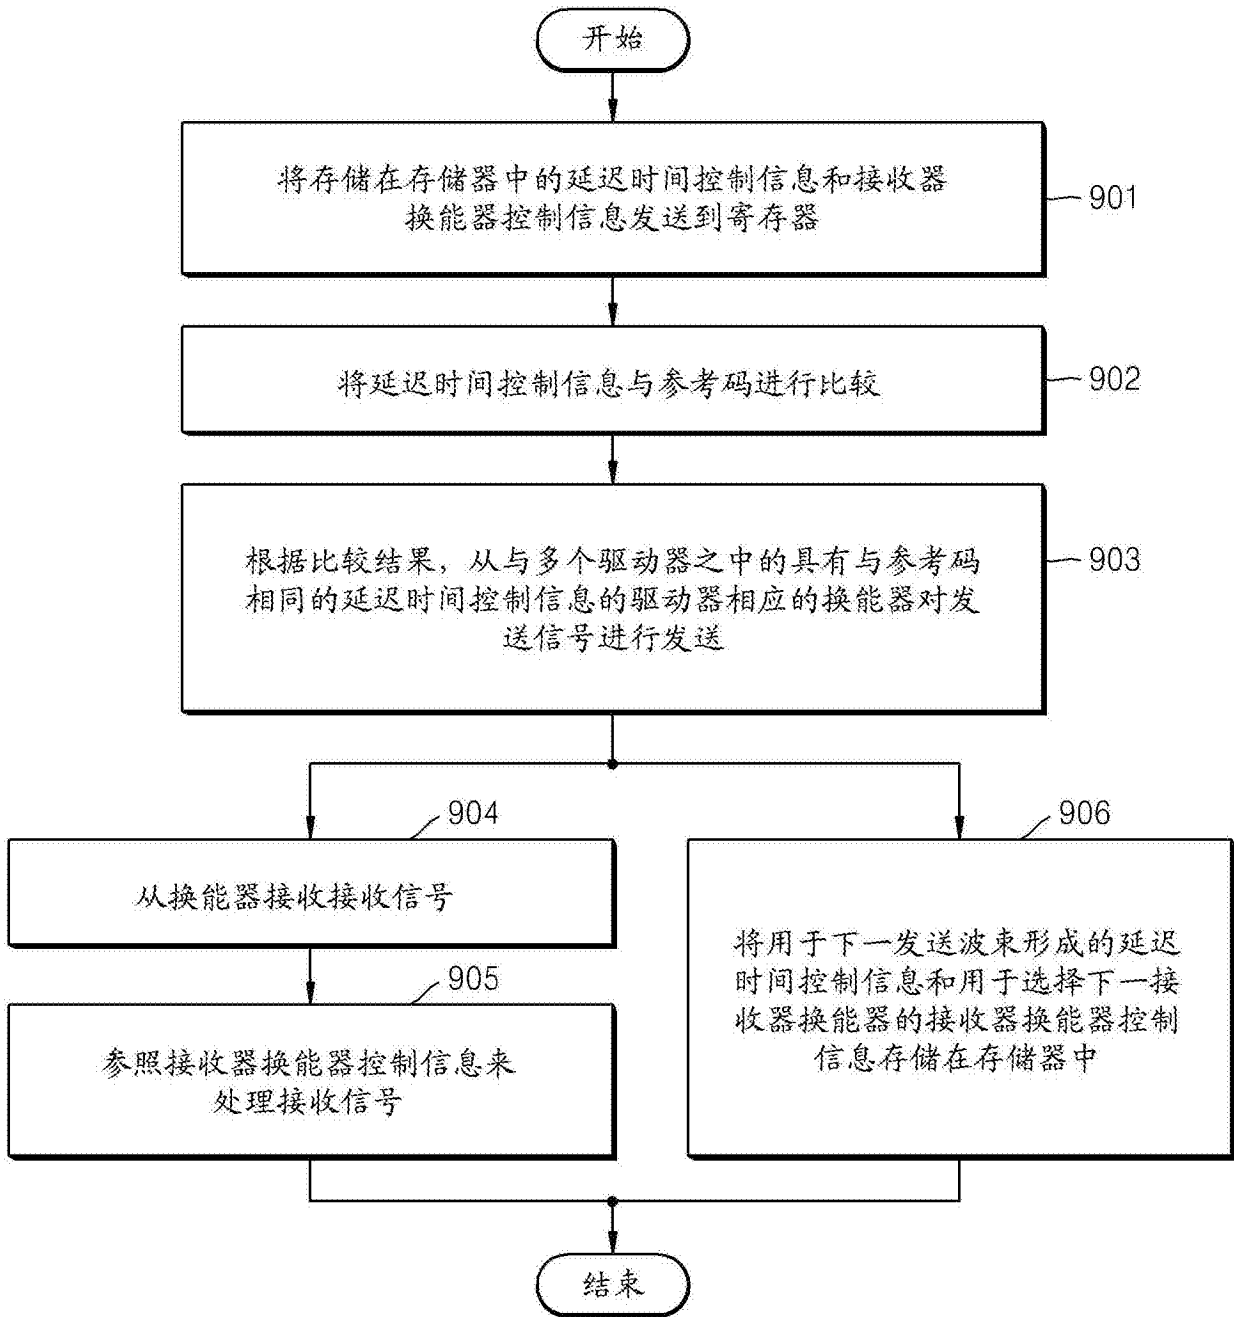 开始
将存储在存储器中的延迟时间控制信息和接收器
换能器控制信息发送到寄存器
901
将延迟时间控制信息与参考码进行比较
902
根据比较结果，从与多个驱动器之中的具有与参考码
相同的延迟时间控制信息的驱动器相应的换能器对发
送信号进行发送
903
904
从换能器接收接收信号
905
参照接收器换能器控制信息来
处理接收信号
906
将用于下一发送波束形成的延迟
时间控制信息和用于选择下一接
收器换能器的接收器换能器控制
信息存储在存储器中
结束